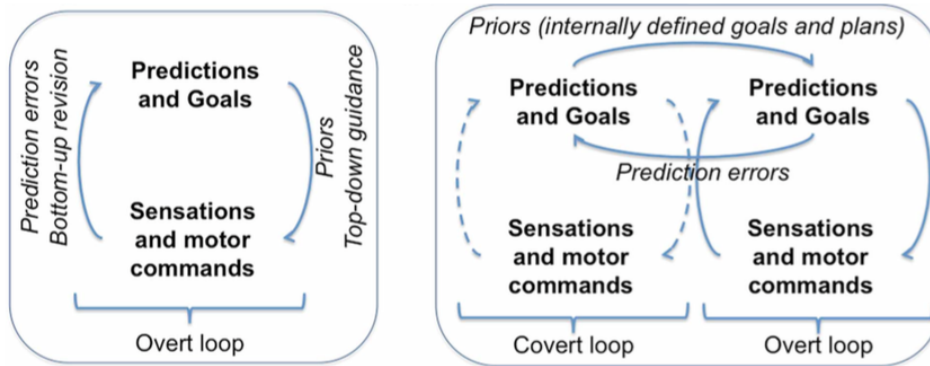 Prediction errors
Bottom-up revision
Predictions
and Goals
Priors
Top-down guidance
Sensations
and motor
commands
Overt loop
Priors (internally defined goals and plans)
Predictions
and Goals
Predictions
and Goals
Prediction errors
Sensations
and motor
commands
Sensations
and motor
commands
Covert loop
Overt loop